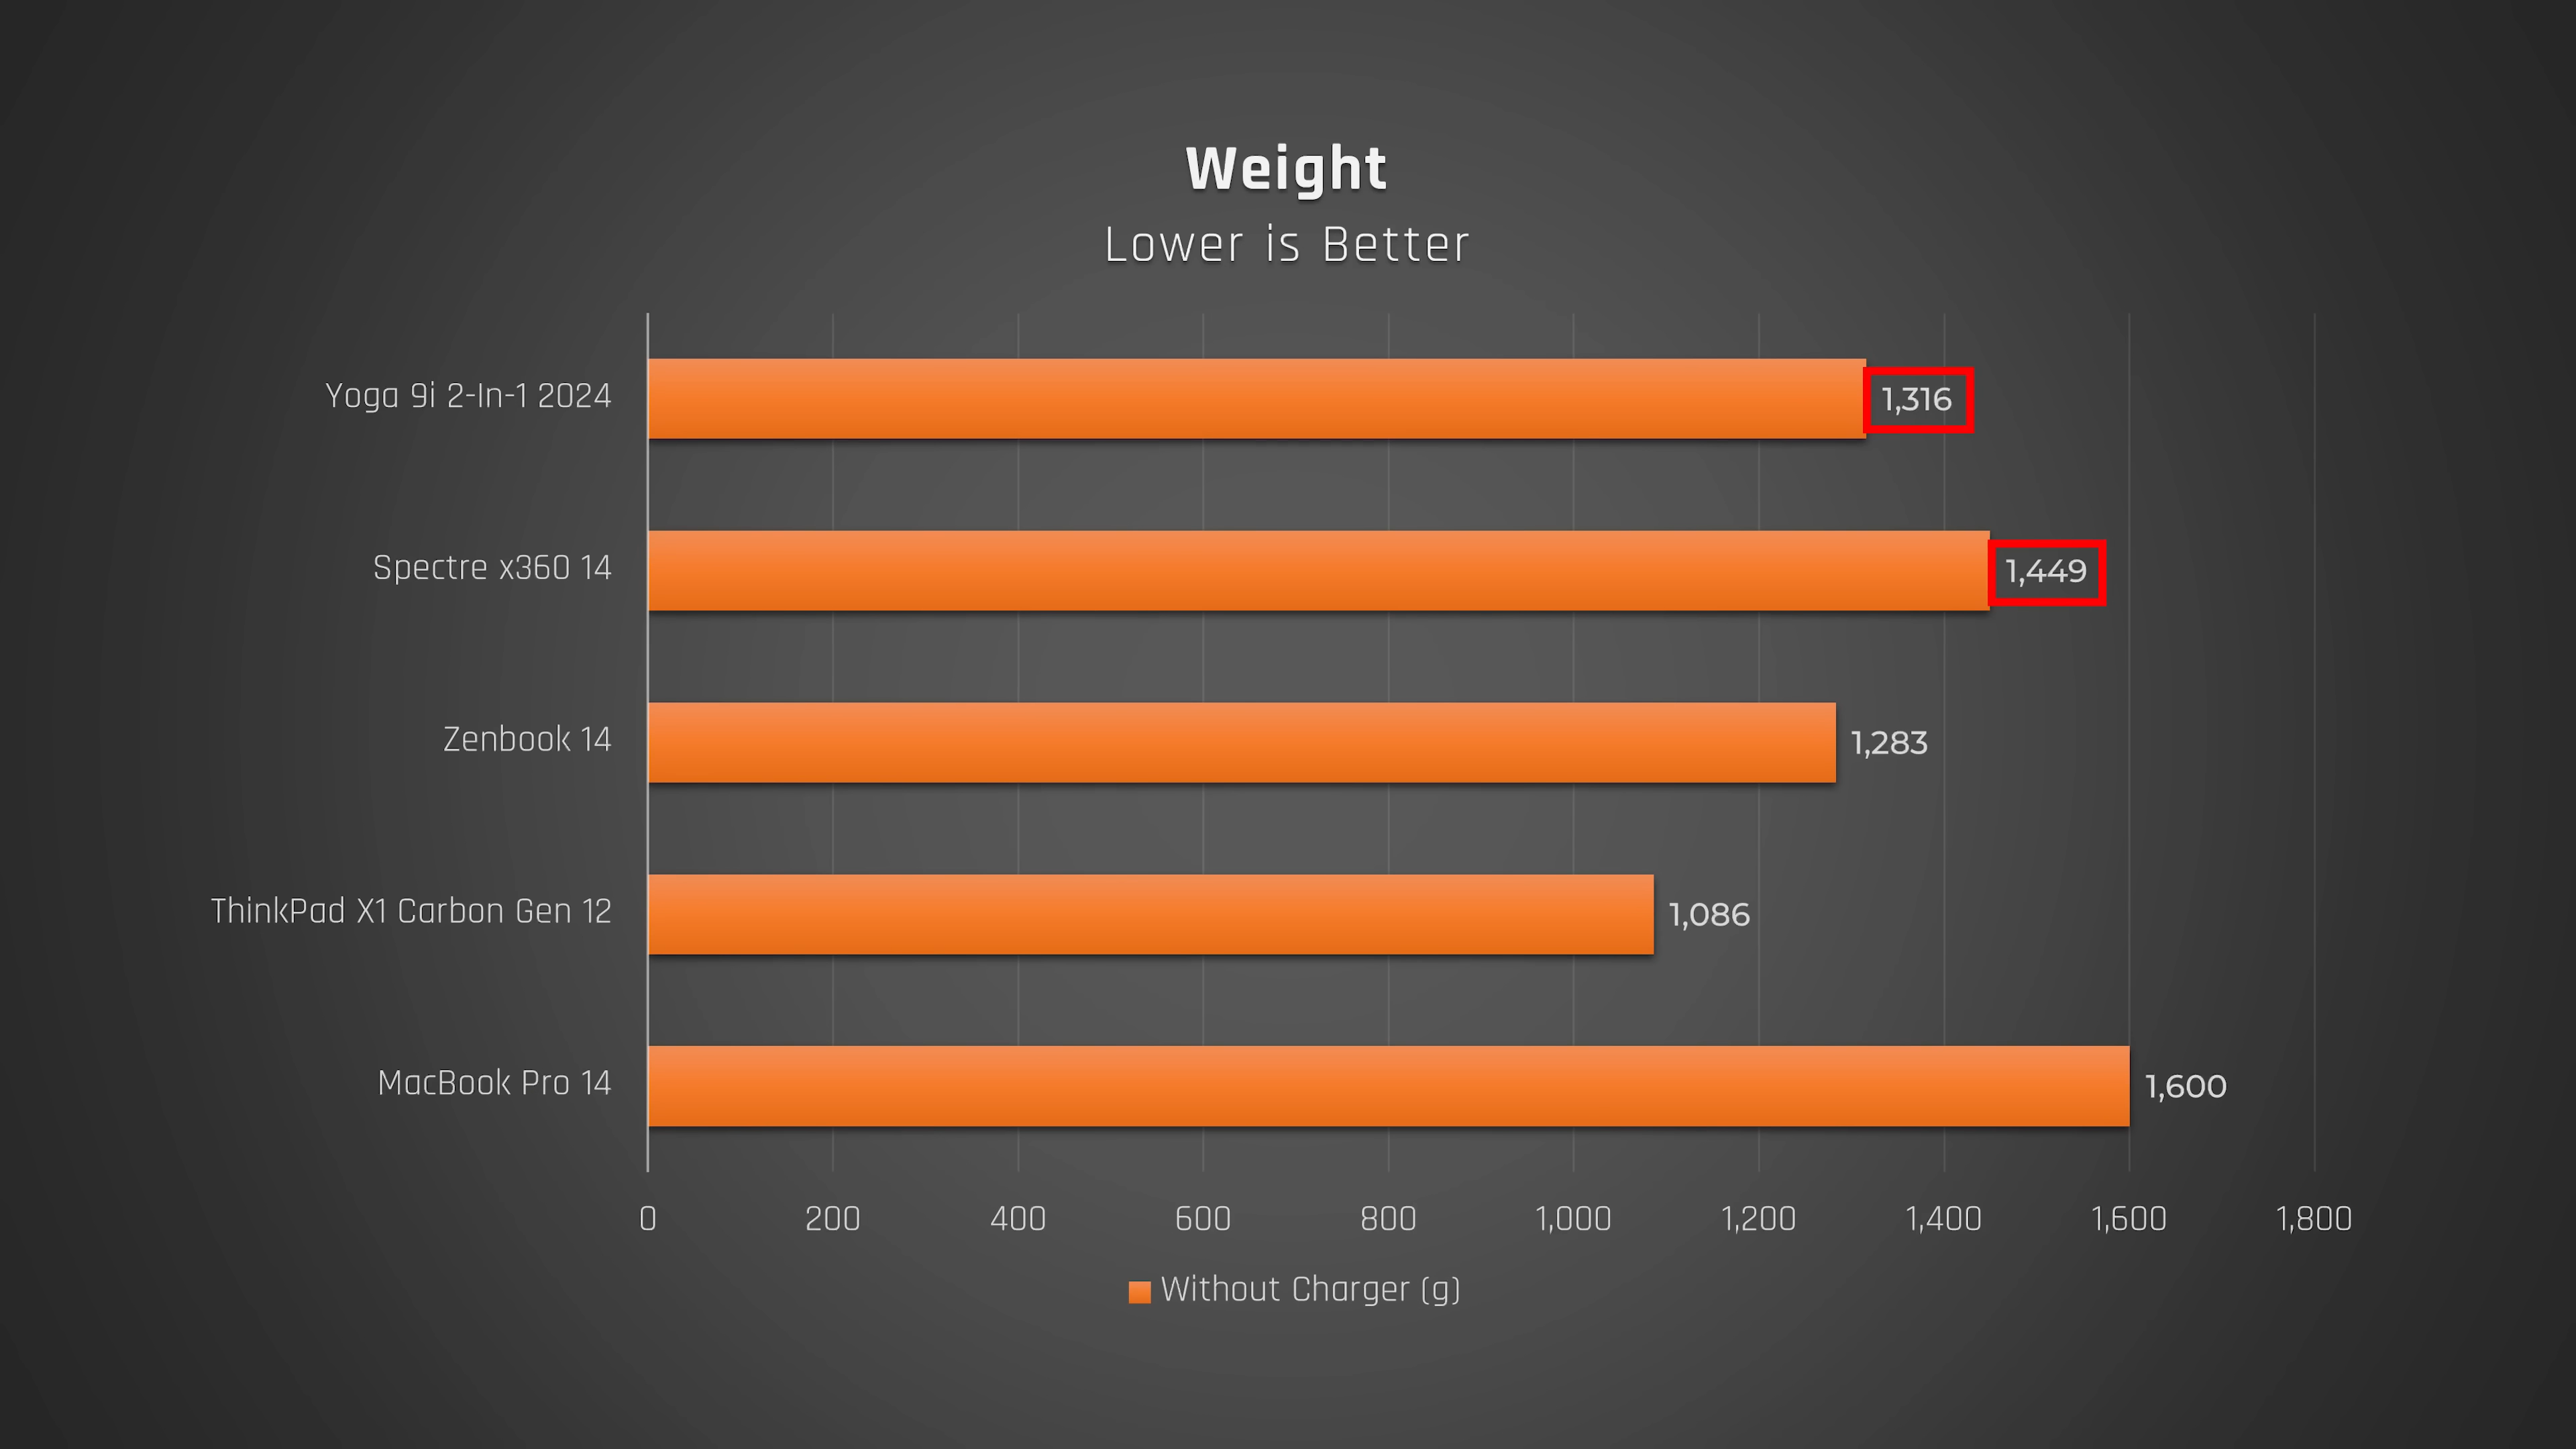 Weight
Lower is Better
Yoga 9i 2-In-1 2024
1,316
Spectre x360 14
1,449
Zenbook 14
1,283
ThinkPad X1 Carbon Gen 12
1,086
MacBook Pro 14
1,600
0 200 400 600 800 1,000 1,200 1,400 1,600 1,800
Without Charger (g)